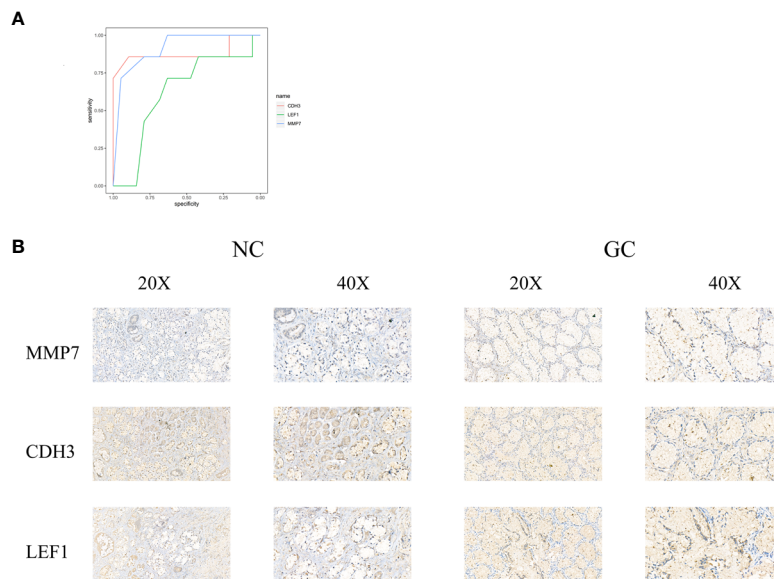 A
1.00
0.75
0.50
0.25
0.00
sensitivity
1.00 0.75 0.50 0.25 0.00
specificity
name
CDH3
LEF1
MMP7
B
NC GC
20X 40X 20X 40X
MMP7
CDH3
LEF1